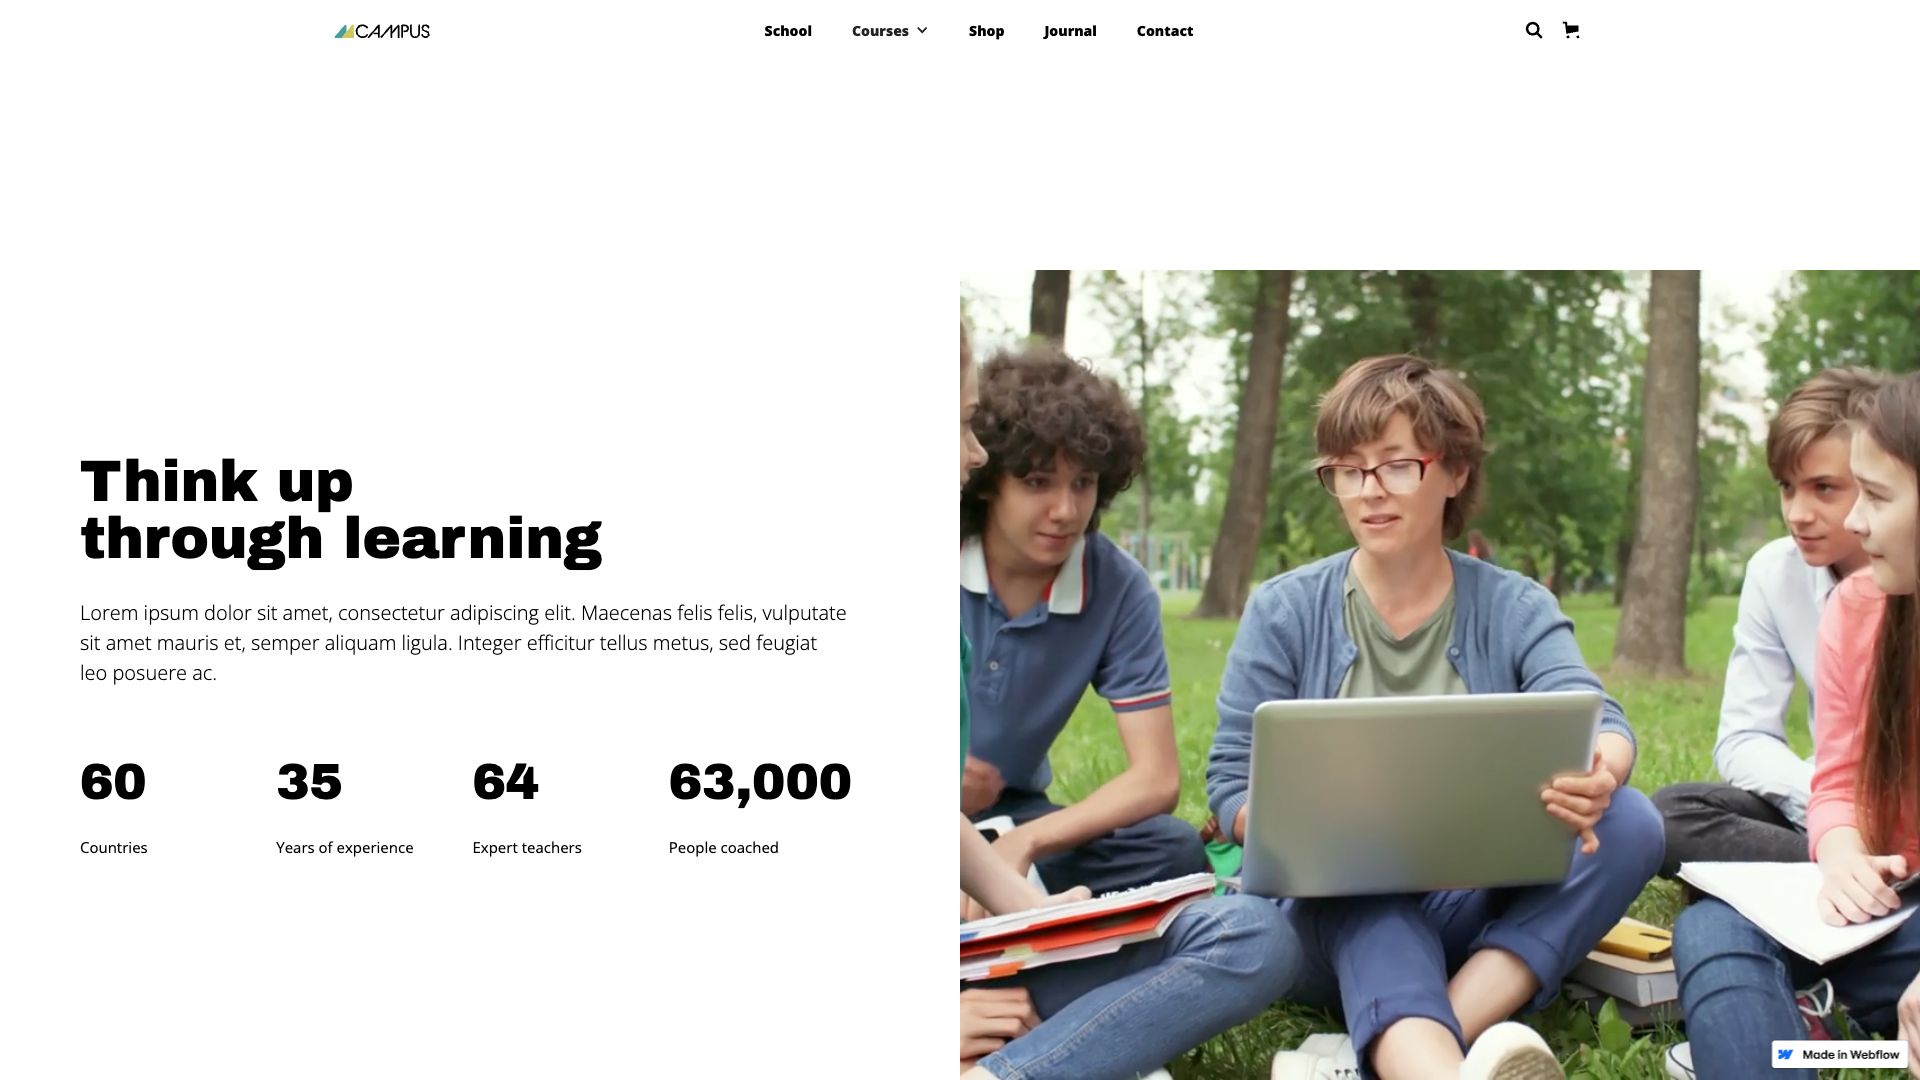 CAMPUS
School
Courses
Shop
Journal
Contact
Think up
through learning
Lorem ipsum dolor sit amet, consectetur adipiscing elit. Maecenas felis felis, vulputate
sit amet mauris et, semper aliquam ligula. Integer efficitur tellus metus, sed feugiat
leo posuere ac.
60
Countries
35
Years of experience
64
Expert teachers
63,000
People coached
Made in Webflow